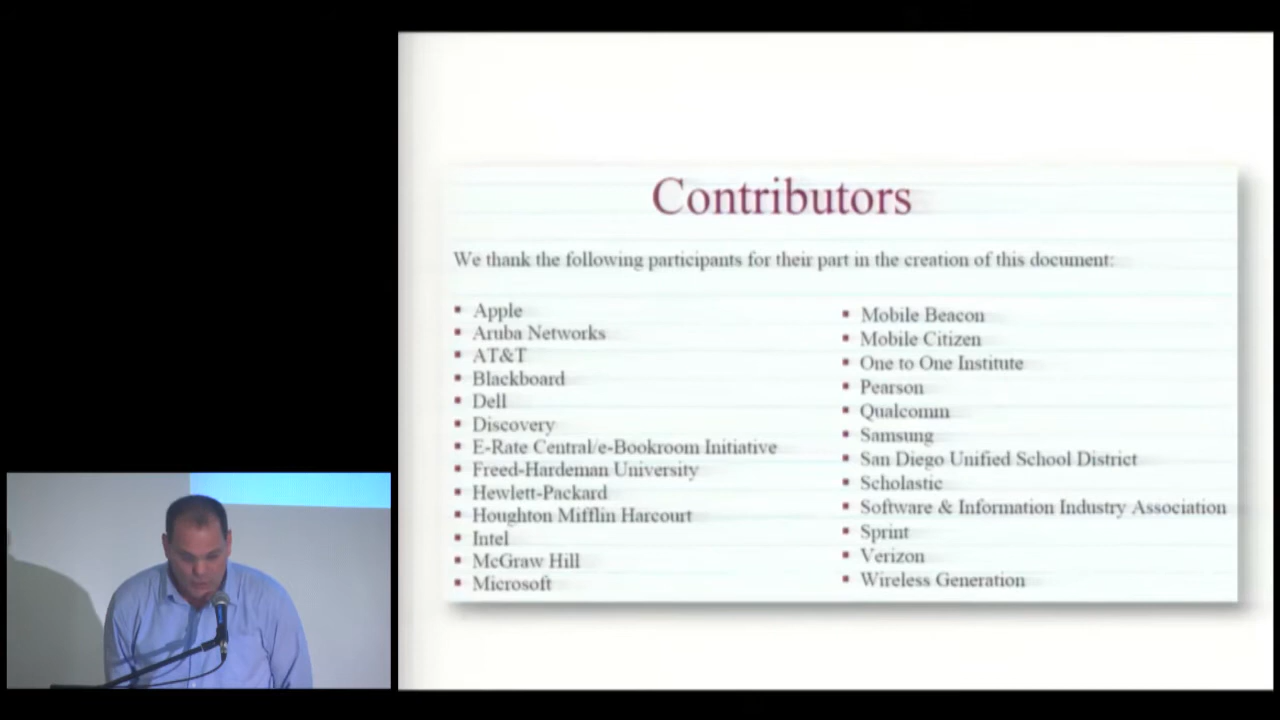 Contributors
We thank the following participants for their part in the creation of this document:
Apple
Aruba Networks
AT&T
Blackboard
Dell
Discovery
E-Rate Central/e-Bookroom Initiative
Freed-Hardeman University
Hewlett-Packard
Houghton Mifflin Harcourt
Intel
McGraw Hill
Microsoft
Mobile Beacon
Mobile Citizen
One to One Institute
Pearson
Qualcomm
Samsung
San Diego Unified School District
Scholastic
Software & Information Industry Association
Sprint
Verizon
Wireless Generation